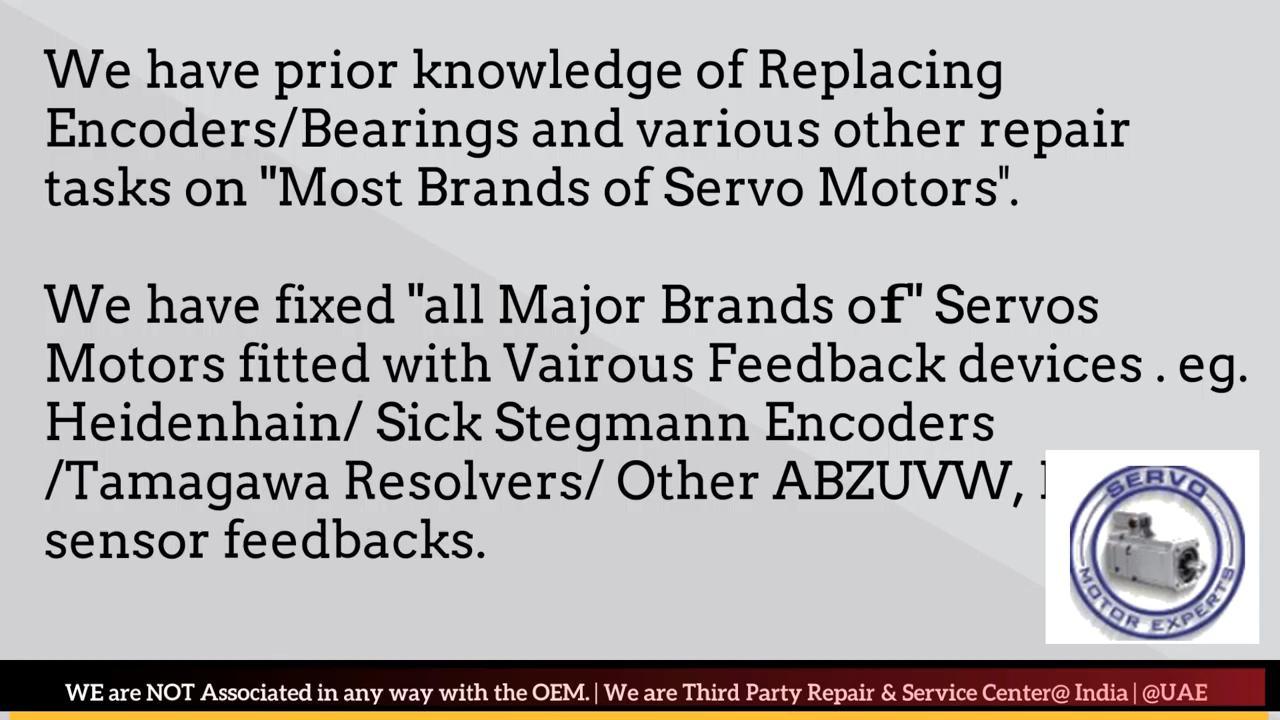 We have prior knowledge of Replacing
Encoders/Bearings and various other repair
tasks on "Most Brands of Servo Motors".
We have fixed "all Major Brands of" Servos
Motors fitted with Vairous Feedback devices . eg.
Heidenhain/ Sick Stegmann Encoders
/Tamagawa Resolvers/ Other ABZUVW,
sensor feedbacks.
SERVO
MOTOR EXPERTS
WE are NOT Associated in any way with the OEM. | We are Third Party Repair & Service Center@ India | @UAE